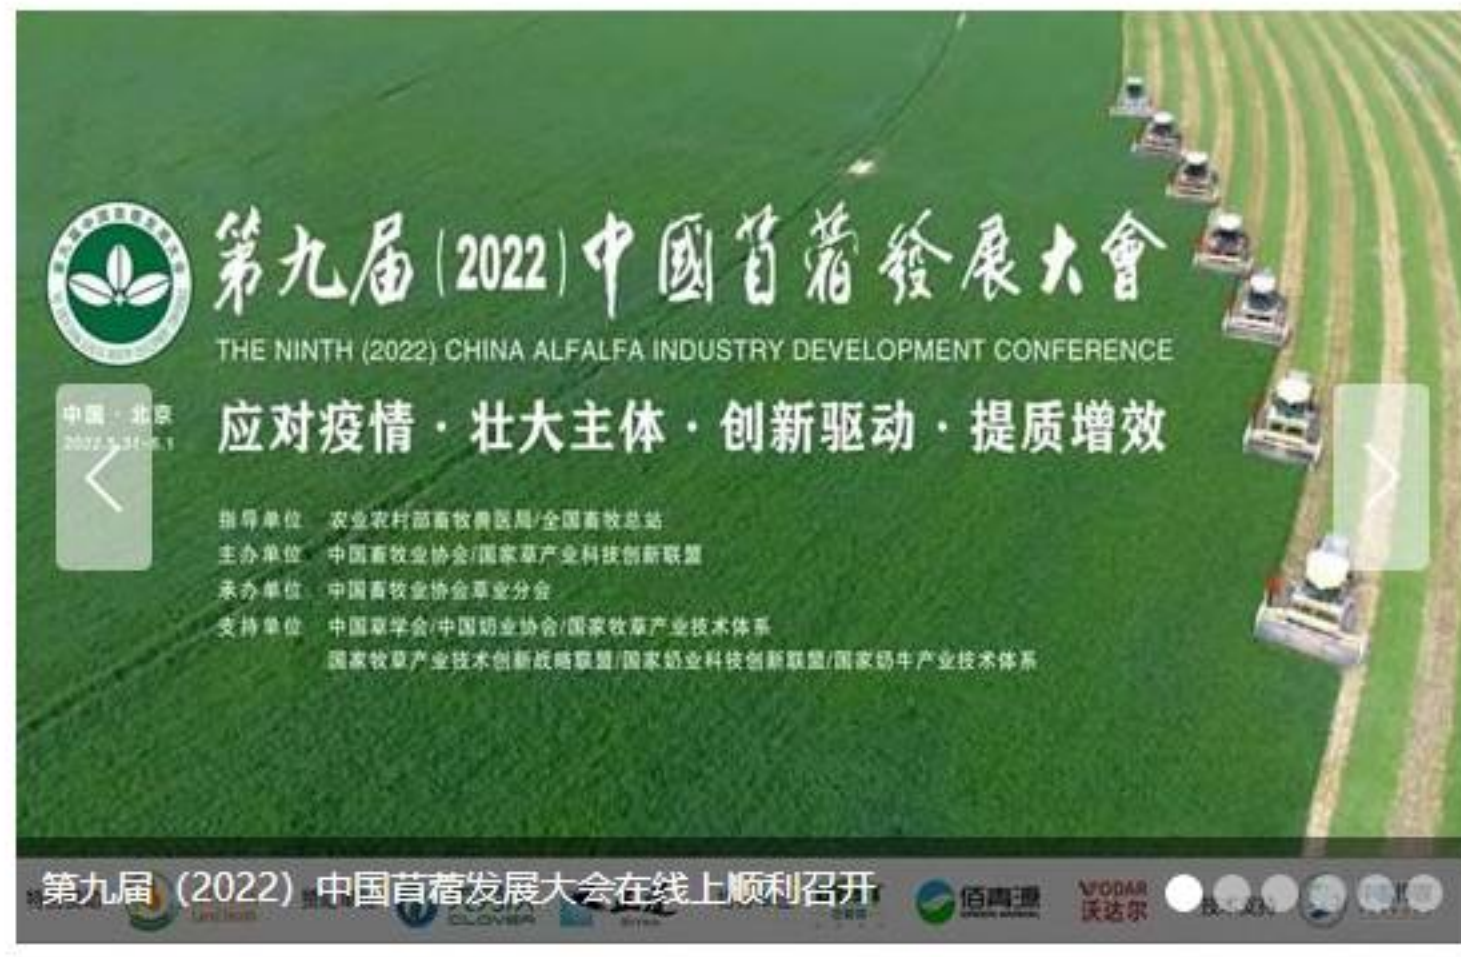 第九届（2022）中國苜蓿發展大會
THE NINTH (2022) CHINA ALFALFA INDUSTRY DEVELOPMENT CONFERENCE
中国·北京
应对疫情·壮大主体·创新驱动·提质增效
指导单位 农业农村部畜牧兽医局/全国畜牧总站
主办单位 中国畜牧业协会/国家草产业科技创新联盟
承办单位 中国畜牧业协会草业分会
支持单位 中国草学会/中国奶业协会/国家牧草产业技术体系
国家牧草产业技术创新战略联盟/国家奶业科技创新联盟/国家奶牛产业技术体系
第九届（2022）中国苜蓿发展大会在线上顺利召开
CLOVER
佰青源
VODAR
沃达尔